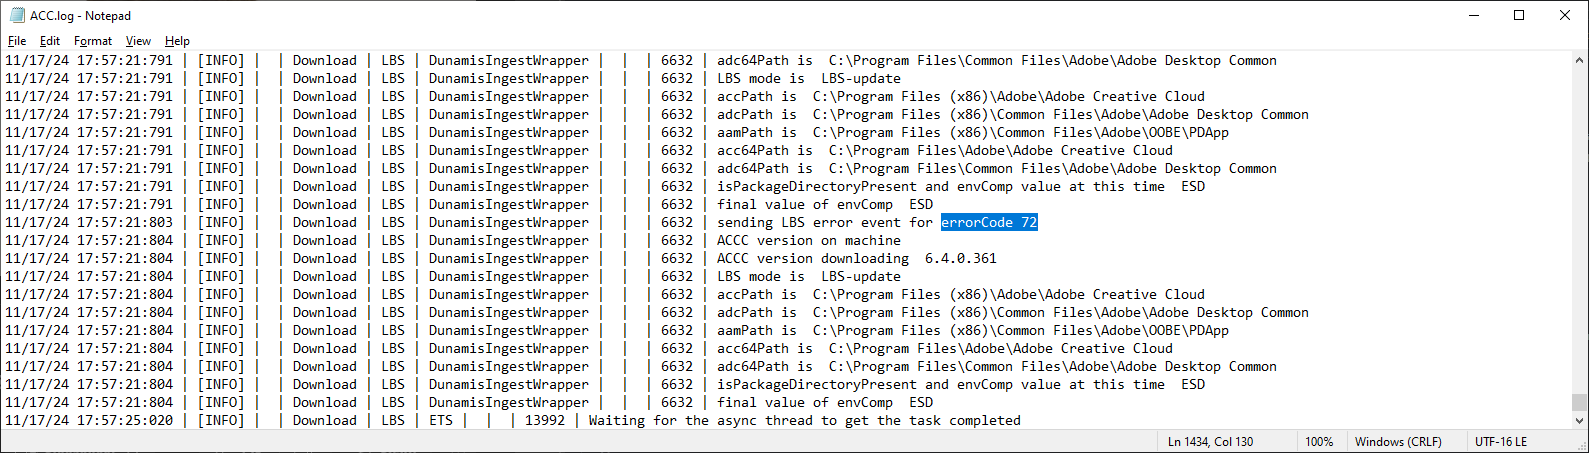 ACC.log - Notepad
File Edit Format View Help
11/17/24 17:57:21:791 | [INFO] | | Download | LBS | DunamisIngestWrapper | | | 6632 | adc64Path is  C:\Program Files\Common Files\Adobe\Adobe Desktop Common
11/17/24 17:57:21:791 | [INFO] | | Download | LBS | DunamisIngestWrapper | | | 6632 | LBS mode is  LBS-update
11/17/24 17:57:21:791 | [INFO] | | Download | LBS | DunamisIngestWrapper | | | 6632 | accPath is  C:\Program Files (x86)\Adobe\Adobe Creative Cloud
11/17/24 17:57:21:791 | [INFO] | | Download | LBS | DunamisIngestWrapper | | | 6632 | adcPath is  C:\Program Files (x86)\Common Files\Adobe\Adobe Desktop Common
11/17/24 17:57:21:791 | [INFO] | | Download | LBS | DunamisIngestWrapper | | | 6632 | aamPath is  C:\Program Files (x86)\Common Files\Adobe\OOBE\PDApp
11/17/24 17:57:21:791 | [INFO] | | Download | LBS | DunamisIngestWrapper | | | 6632 | acc64Path is  C:\Program Files\Adobe\Adobe Creative Cloud
11/17/24 17:57:21:791 | [INFO] | | Download | LBS | DunamisIngestWrapper | | | 6632 | adc64Path is  C:\Program Files\Common Files\Adobe\Adobe Desktop Common
11/17/24 17:57:21:791 | [INFO] | | Download | LBS | DunamisIngestWrapper | | | 6632 | isPackageDirectoryPresent and envComp value at this time  ESD
11/17/24 17:57:21:791 | [INFO] | | Download | LBS | DunamisIngestWrapper | | | 6632 | final value of envComp  ESD
11/17/24 17:57:21:803 | [INFO] | | Download | LBS | DunamisIngestWrapper | | | 6632 | sending LBS error event for errorCode 72
11/17/24 17:57:21:804 | [INFO] | | Download | LBS | DunamisIngestWrapper | | | 6632 | ACCC version on machine
11/17/24 17:57:21:804 | [INFO] | | Download | LBS | DunamisIngestWrapper | | | 6632 | ACCC version downloading  6.4.0.361
11/17/24 17:57:21:804 | [INFO] | | Download | LBS | DunamisIngestWrapper | | | 6632 | LBS mode is  LBS-update
11/17/24 17:57:21:804 | [INFO] | | Download | LBS | DunamisIngestWrapper | | | 6632 | accPath is  C:\Program Files (x86)\Adobe\Adobe Creative Cloud
11/17/24 17:57:21:804 | [INFO] | | Download | LBS | DunamisIngestWrapper | | | 6632 | adcPath is  C:\Program Files (x86)\Common Files\Adobe\Adobe Desktop Common
11/17/24 17:57:21:804 | [INFO] | | Download | LBS | DunamisIngestWrapper | | | 6632 | aamPath is  C:\Program Files (x86)\Common Files\Adobe\OOBE\PDApp
11/17/24 17:57:21:804 | [INFO] | | Download | LBS | DunamisIngestWrapper | | | 6632 | acc64Path is  C:\Program Files\Adobe\Adobe Creative Cloud
11/17/24 17:57:21:804 | [INFO] | | Download | LBS | DunamisIngestWrapper | | | 6632 | adc64Path is  C:\Program Files\Common Files\Adobe\Adobe Desktop Common
11/17/24 17:57:21:804 | [INFO] | | Download | LBS | DunamisIngestWrapper | | | 6632 | isPackageDirectoryPresent and envComp value at this time  ESD
11/17/24 17:57:21:804 | [INFO] | | Download | LBS | DunamisIngestWrapper | | | 6632 | final value of envComp  ESD
11/17/24 17:57:25:020 | [INFO] | | Download | LBS | ETS | | | 13992 | Waiting for the async thread to get the task completed
Ln 1434, Col 130 100% Windows (CRLF) UTF-16 LE